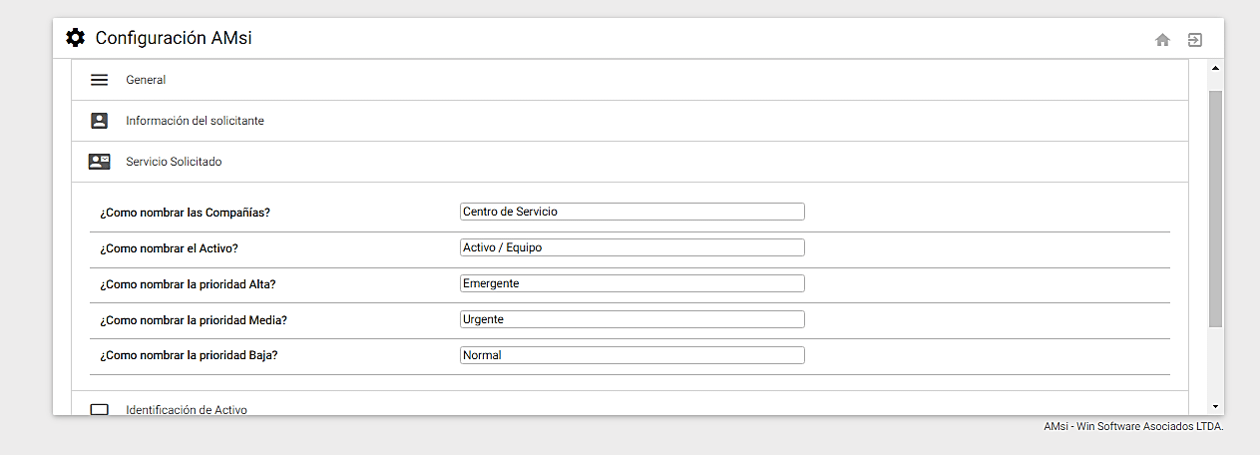 Configuración AMsi
General
Información del solicitante
Servicio Solicitado
¿Como nombrar las Compañías? Centro de Servicio
¿Como nombrar el Activo? Activo / Equipo
¿Como nombrar la prioridad Alta? Emergente
¿Como nombrar la prioridad Media? Urgente
¿Como nombrar la prioridad Baja? Normal
Identificación de Activo
AMsi - Win Software Asociados LTDA.